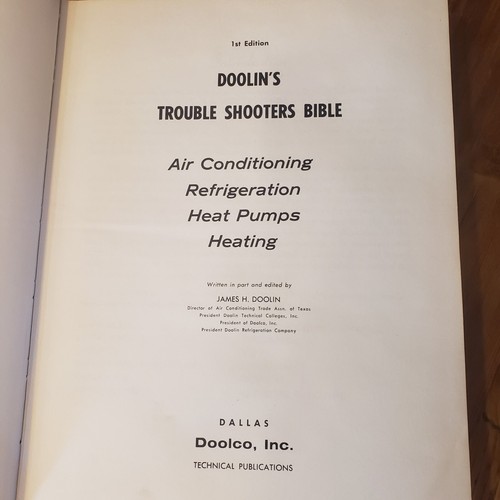 1st Edition
DOOLIN'S
TROUBLE SHOOTERS BIBLE
Air Conditioning
Refrigeration
Heat Pumps
Heating
Written in part and edited by
JAMES H. DOOLIN
Director of Air Conditioning Trade Assn. of Texas
President Doolin Technical Colleges, Inc.
President of Doolco, Inc.
President Doolin Refrigeration Company
DALLAS
Doolco, Inc.
TECHNICAL PUBLICATIONS